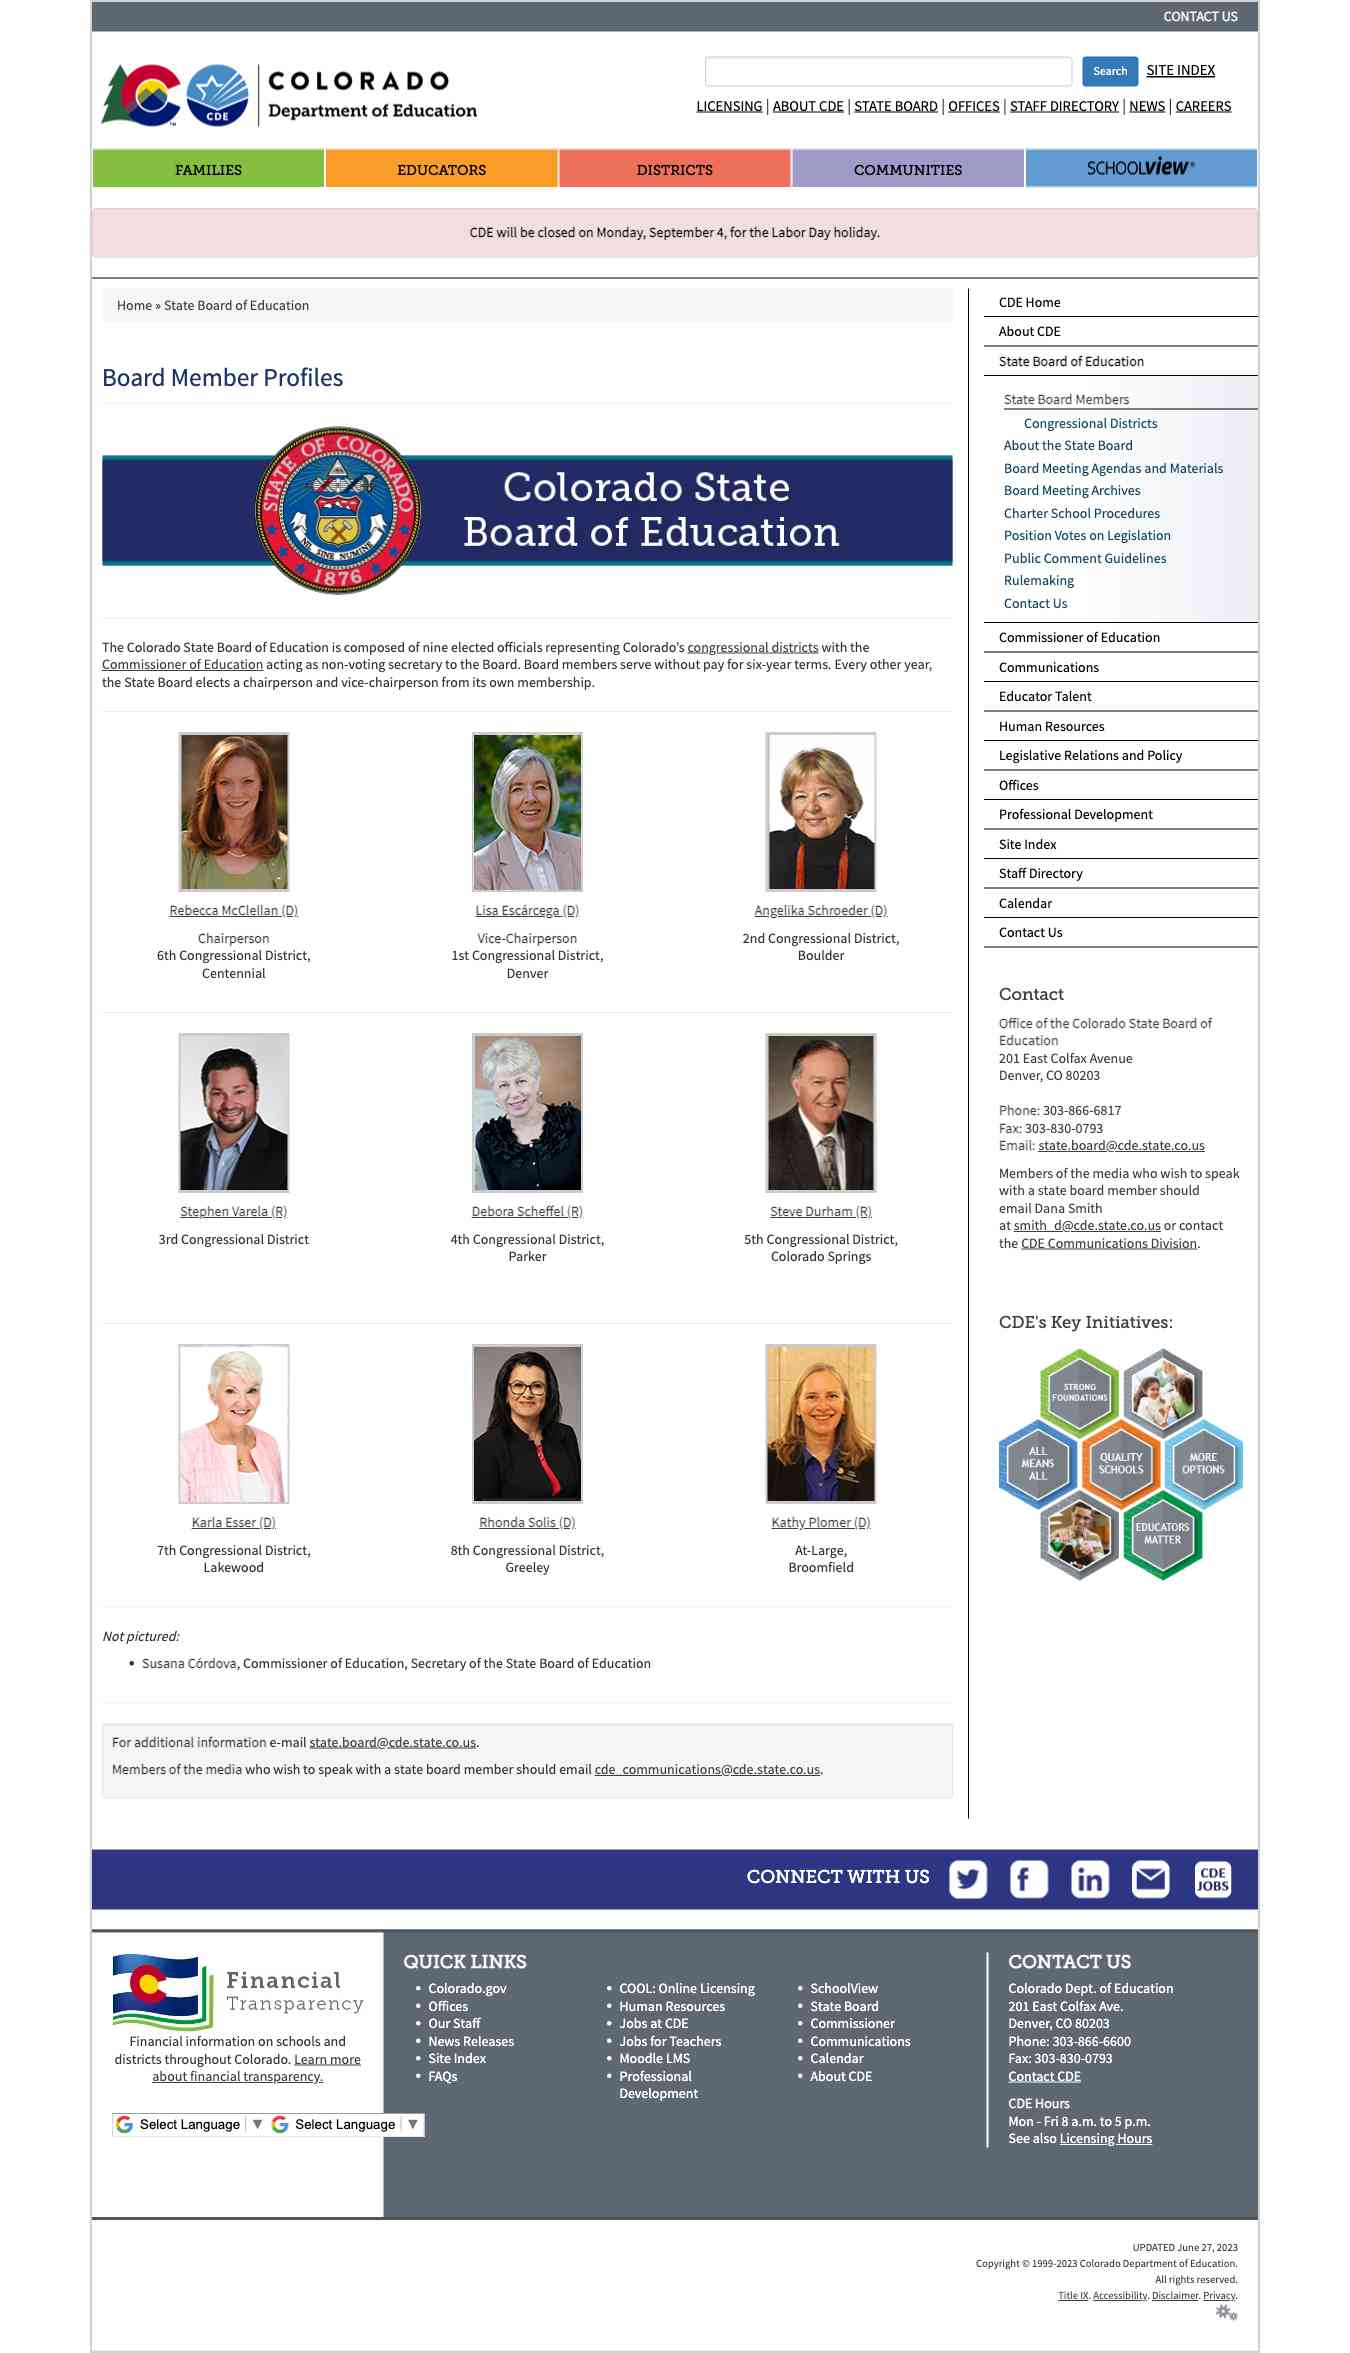 CONTACT US
CDE
COLORADO
Department of Education
Search
SITE INDEX
LICENSING | ABOUT CDE | STATE BOARD | OFFICES | STAFF DIRECTORY | NEWS | CAREERS
FAMILIES
EDUCATORS
DISTRICTS
COMMUNITIES
SCHOOLview®
CDE will be closed on Monday, September 4, for the Labor Day holiday.
Home » State Board of Education
Board Member Profiles
STATE OF COLORADO
NIL SINE NUMINE
1876
Colorado State
Board of Education
The Colorado State Board of Education is composed of nine elected officials representing Colorado's congressional districts with the
Commissioner of Education acting as non-voting secretary to the Board. Board members serve without pay for six-year terms. Every other year,
the State Board elects a chairperson and vice-chairperson from its own membership.
Rebecca McClellan (D)
Chairperson
6th Congressional District,
Centennial
Lisa Escárcega (D)
Vice-Chairperson
1st Congressional District,
Denver
Angelika Schroeder (D)
2nd Congressional District,
Boulder
Stephen Varela (R)
3rd Congressional District
Debora Scheffel (R)
4th Congressional District,
Parker
Steve Durham (R)
5th Congressional District,
Colorado Springs
Karla Esser (D)
7th Congressional District,
Lakewood
Rhonda Solis (D)
8th Congressional District,
Greeley
Kathy Plomer (D)
At-Large,
Broomfield
Not pictured:
• Susana Córdova, Commissioner of Education, Secretary of the State Board of Education
For additional information e-mail state.board@cde.state.co.us.
Members of the media who wish to speak with a state board member should email cde_communications@cde.state.co.us.
CDE Home
About CDE
State Board of Education
State Board Members
Congressional Districts
About the State Board
Board Meeting Agendas and Materials
Board Meeting Archives
Charter School Procedures
Position Votes on Legislation
Public Comment Guidelines
Rulemaking
Contact Us
Commissioner of Education
Communications
Educator Talent
Human Resources
Legislative Relations and Policy
Offices
Professional Development
Site Index
Staff Directory
Calendar
Contact Us
Contact
Office of the Colorado State Board of
Education
201 East Colfax Avenue
Denver, CO 80203
Phone: 303-866-6817
Fax: 303-830-0793
Email: state.board@cde.state.co.us
Members of the media who wish to speak
with a state board member should
email Dana Smith
at smith_d@cde.state.co.us or contact
the CDE Communications Division.
CDE's Key Initiatives:
STRONG
FOUNDATIONS
ALL
MEANS
ALL
QUALITY
SCHOOLS
MORE
OPTIONS
EDUCATORS
MATTER
CONNECT WITH US
CDE
JOBS
Financial
Transparency
Financial information on schools and
districts throughout Colorado. Learn more
about financial transparency.
Select Language ▼
Select Language ▼
QUICK LINKS
• Colorado.gov
• Offices
• Our Staff
• News Releases
• Site Index
• FAQs
• COOL: Online Licensing
• Human Resources
• Jobs at CDE
• Jobs for Teachers
• Moodle LMS
• Professional
Development
• SchoolView
• State Board
• Commissioner
• Communications
• Calendar
• About CDE
CONTACT US
Colorado Dept. of Education
201 East Colfax Ave.
Denver, CO 80203
Phone: 303-866-6600
Fax: 303-830-0793
Contact CDE
CDE Hours
Mon - Fri 8 a.m. to 5 p.m.
See also Licensing Hours
UPDATED June 27, 2023
Copyright © 1999-2023 Colorado Department of Education.
All rights reserved.
Title IX. Accessibility. Disclaimer. Privacy.